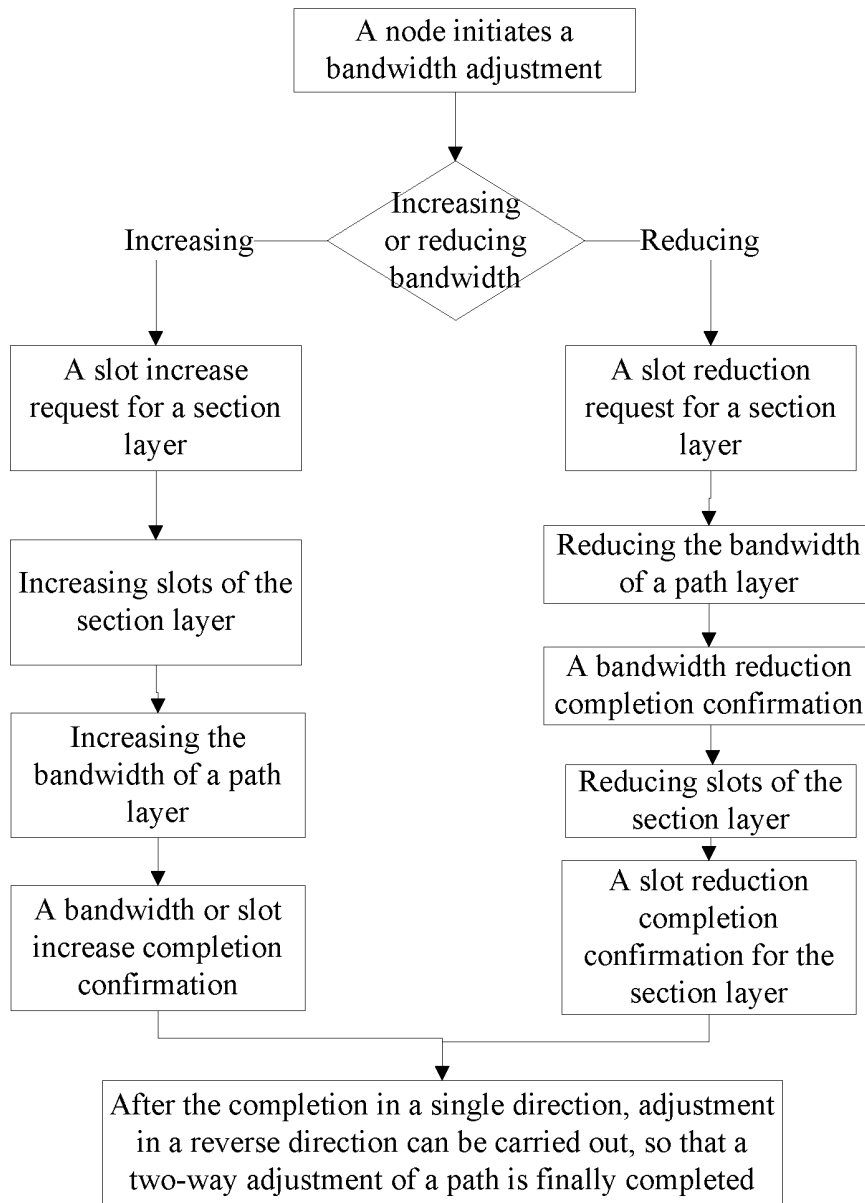 A node initiates a
bandwidth adjustment
Increasing
or reducing
bandwidth
Increasing
Reducing
A slot increase
request for a section
layer
Increasing slots of the
section layer
Increasing the
bandwidth of a path
layer
A bandwidth or slot
increase completion
confirmation
A slot reduction
request for a section
layer
Reducing the bandwidth
of a path layer
A bandwidth reduction
completion confirmation
Reducing slots of the
section layer
A slot reduction
completion
confirmation for the
section layer
After the completion in a single direction, adjustment
in a reverse direction can be carried out, so that a
two-way adjustment of a path is finally completed